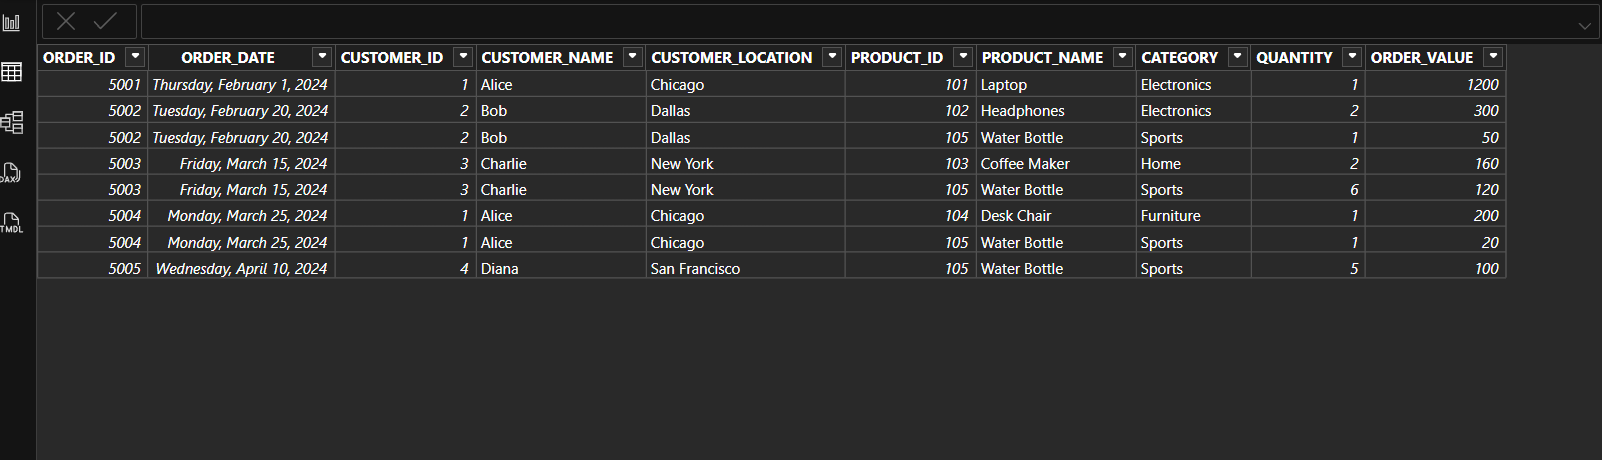 ORDER_ID ORDER_DATE CUSTOMER_ID CUSTOMER_NAME CUSTOMER_LOCATION PRODUCT_ID PRODUCT_NAME CATEGORY QUANTITY ORDER_VALUE
5001 Thursday, February 1, 2024 1 Alice Chicago 101 Laptop Electronics 1 1200
5002 Tuesday, February 20, 2024 2 Bob Dallas 102 Headphones Electronics 2 300
5002 Tuesday, February 20, 2024 2 Bob Dallas 105 Water Bottle Sports 1 50
5003 Friday, March 15, 2024 3 Charlie New York 103 Coffee Maker Home 2 160
5003 Friday, March 15, 2024 3 Charlie New York 105 Water Bottle Sports 6 120
5004 Monday, March 25, 2024 1 Alice Chicago 104 Desk Chair Furniture 1 200
5004 Monday, March 25, 2024 1 Alice Chicago 105 Water Bottle Sports 1 20
5005 Wednesday, April 10, 2024 4 Diana San Francisco 105 Water Bottle Sports 5 100
DAX
TMDL